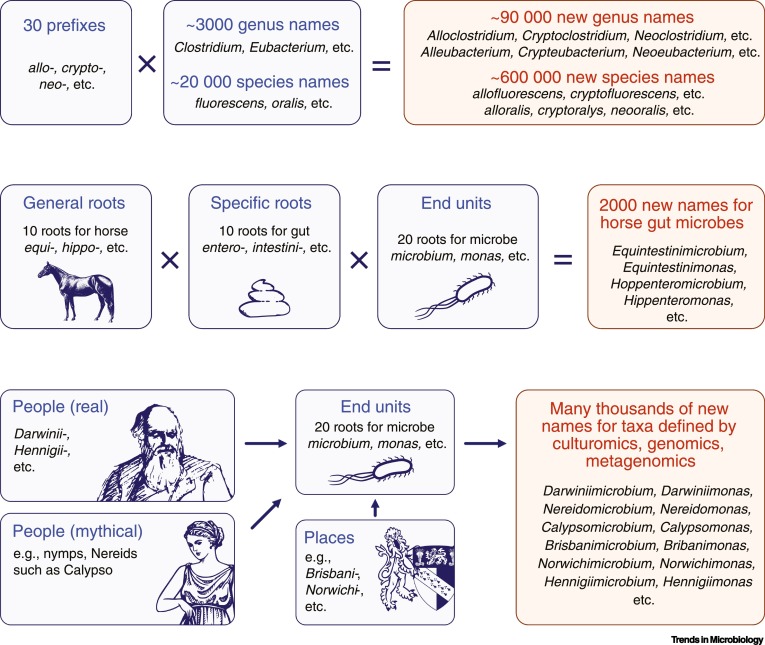 30 prefixes
allo-, crypto-,
neo-, etc.
×
~3000 genus names
Clostridium, Eubacterium, etc.
~20 000 species names
fluorescens, oralis, etc.
=
~90 000 new genus names
Alloclostridium, Cryptoclostridium, Neoclostridium, etc.
Alleubacterium, Crypteubacterium, Neoeubacterium, etc.
~600 000 new species names
allofluorescens, cryptofluorescens, etc.
alloralis, cryptoralys, neooralis, etc.
General roots
10 roots for horse
equi-, hippo-, etc.
×
Specific roots
10 roots for gut
entero-, intestini-, etc.
×
End units
20 roots for microbe
microbium, monas, etc.
=
2000 new names for
horse gut microbes
Equintestinimicrobium,
Equintestinimonas,
Hoppenteromicrobium,
Hippenteromonas,
etc.
People (real)
Darwinii-,
Hennigii-,
etc.
People (mythical)
e.g., nymps, Nereids
such as Calypso
End units
20 roots for microbe
microbium, monas, etc.
Places
e.g.,
Brisbani-,
Norwichi-,
etc.
Many thousands of new
names for taxa defined by
culturomics, genomics,
metagenomics
Darwiniimicrobium, Darwiniimonas,
Nereidomicrobium, Nereidomonas,
Calypsomicrobium, Calypsomonas,
Brisbanimicrobium, Bribanimonas,
Norwichimicrobium, Norwichimonas,
Hennigiimicrobium, Hennigiimonas
etc.
Trends in Microbiology